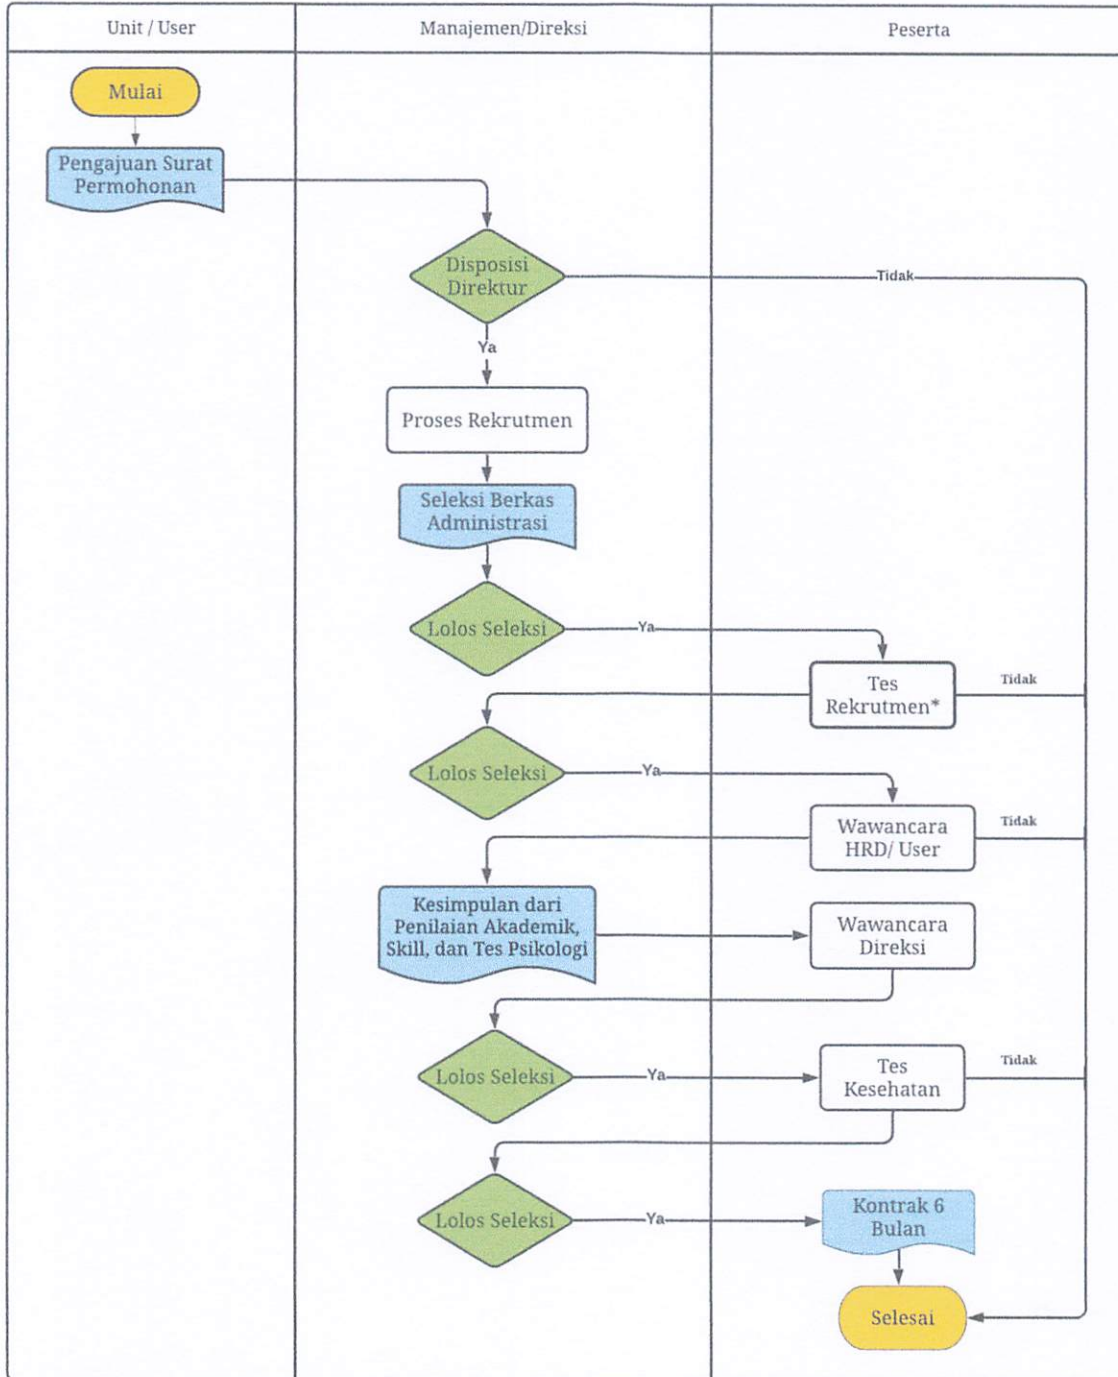 Unit / User
Manajemen/Direksi
Peserta
Mulai
Pengajuan Surat
Permohonan
Disposisi
Direktur
Tidak
Ya
Proses Rekrutmen
Seleksi Berkas
Administrasi
Lolos Seleksi
Ya
Tes
Rekrutmen*
Tidak
Lolos Seleksi
Ya
Wawancara
HRD/ User
Tidak
Kesimpulan dari
Penilaian Akademik,
Skill, dan Tes Psikologi
Wawancara
Direksi
Lolos Seleksi
Ya
Tes
Kesehatan
Tidak
Lolos Seleksi
Ya
Kontrak 6
Bulan
Selesai